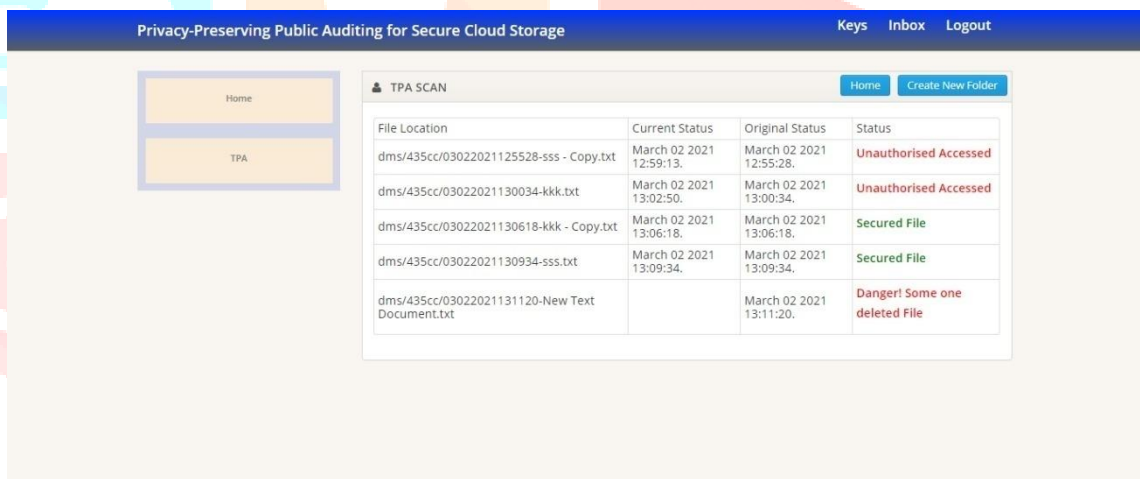 Privacy-Preserving Public Auditing for Secure Cloud Storage
Keys Inbox Logout
Home
TPA
TPA SCAN
Home Create New Folder
File Location Current Status Original Status Status
dms/435cc/03022021125528-sss - Copy.txt March 02 2021 12:59:13. March 02 2021 12:55:28. Unauthorised Accessed
dms/435cc/03022021130034-kkk.txt March 02 2021 13:02:50. March 02 2021 13:00:34. Unauthorised Accessed
dms/435cc/03022021130618-kkk - Copy.txt March 02 2021 13:06:18. March 02 2021 13:06:18. Secured File
dms/435cc/03022021130934-sss.txt March 02 2021 13:09:34. March 02 2021 13:09:34. Secured File
dms/435cc/03022021131120-New Text Document.txt March 02 2021 13:11:20. Danger! Some one deleted File